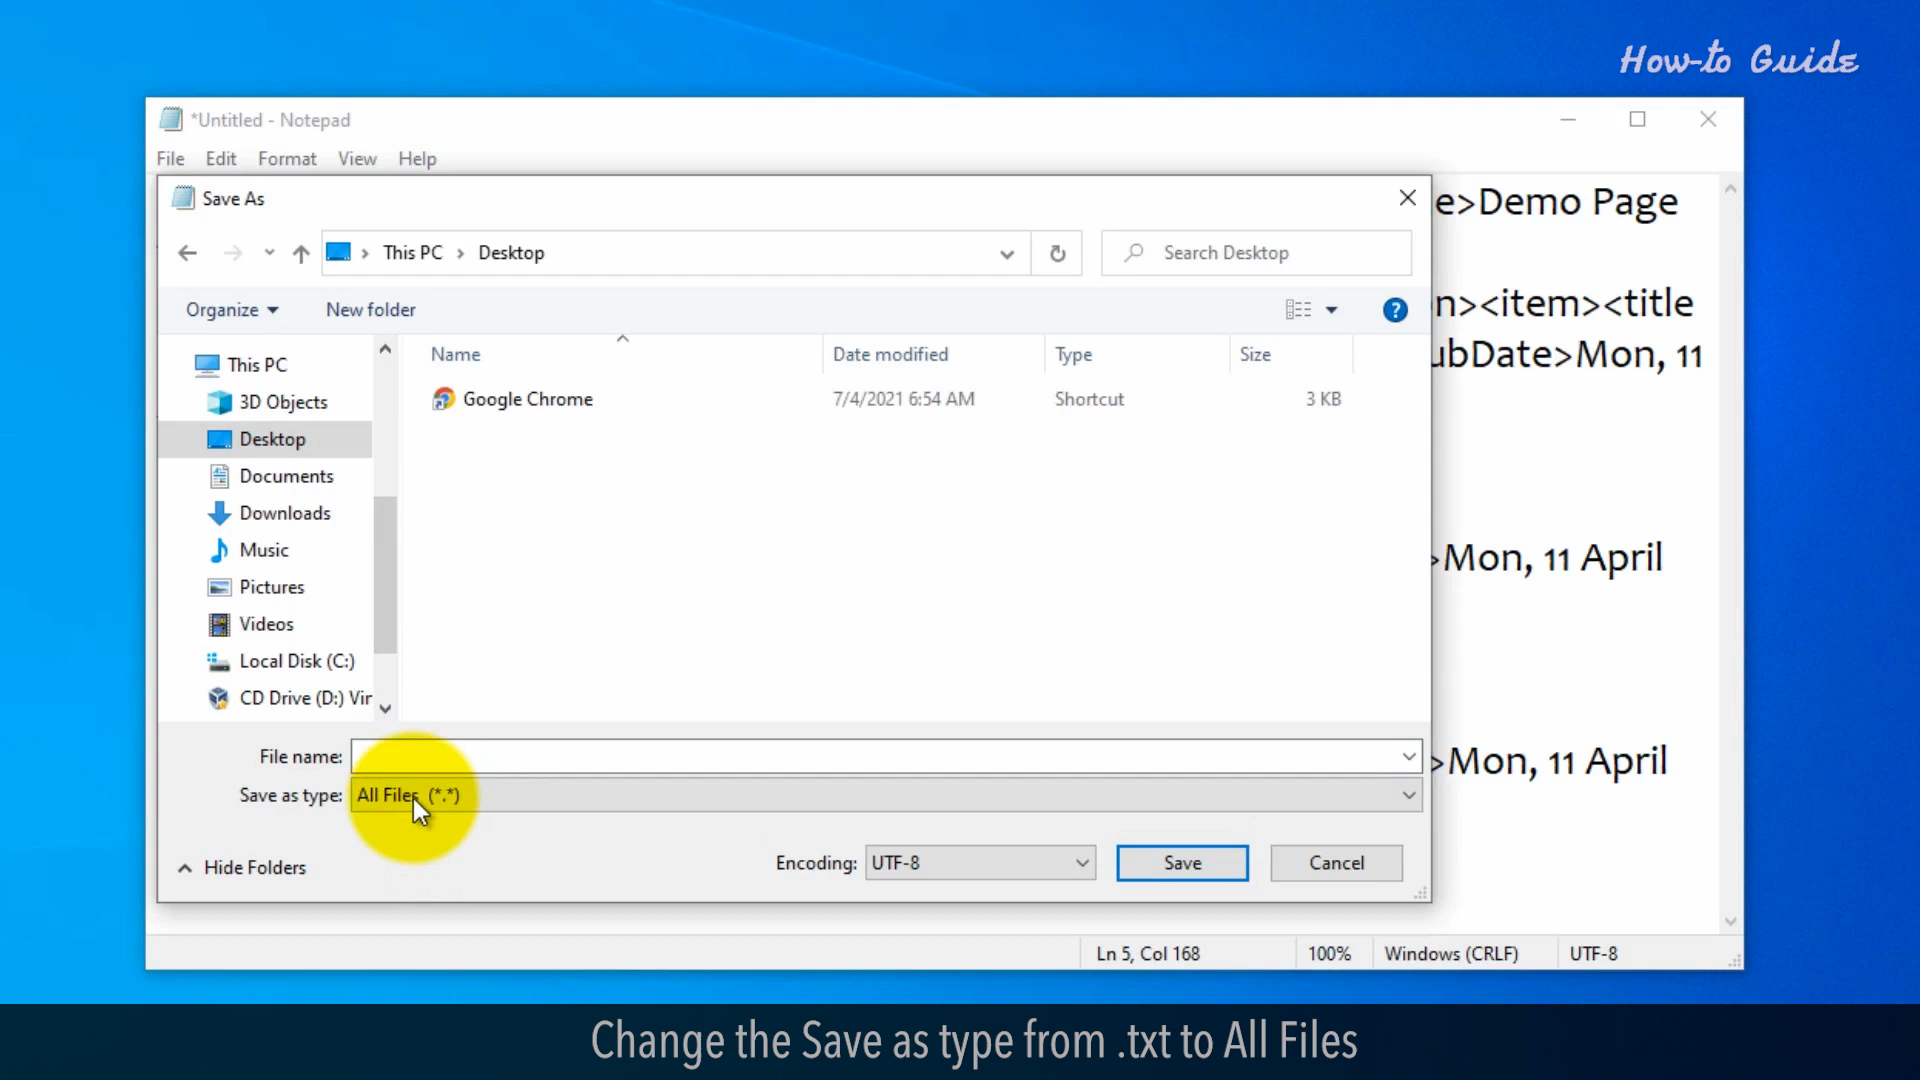 How-to Guide
*Untitled - Notepad
File Edit Format View Help
Save As
e>Demo Page
This PC > Desktop
Search Desktop
Organize New folder
n><item><title
Name Date modified Type Size
ubDate>Mon, 11
This PC
Google Chrome 7/4/2021 6:54 AM Shortcut 3 KB
3D Objects
Desktop
Documents
Downloads
Music
>Mon, 11 April
Pictures
Videos
Local Disk (C:)
CD Drive (D:) Vir
File name:
>Mon, 11 April
Save as type: All Files (*.*)
Hide Folders Encoding: UTF-8 Save Cancel
Ln 5, Col 168 100% Windows (CRLF) UTF-8
Change the Save as type from .txt to All Files